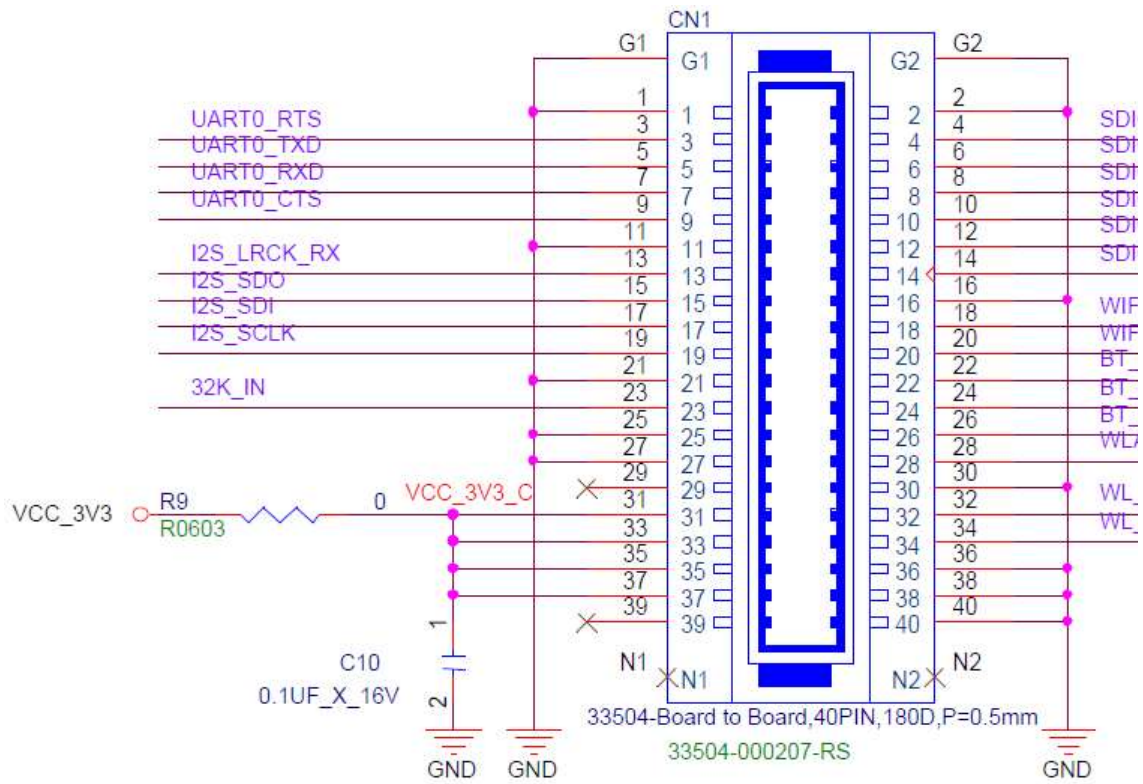 CN1
G1 G1 G2 G2
1 1 2 2
UART0_RTS 3 3 4 4 SDI
UART0_TXD 5 5 6 6 SDI
UART0_RXD 7 7 8 8 SDI
UART0_CTS 9 9 10 10 SDI
11 11 12 12 SDI
I2S_LRCK_RX 13 13 14 14 SDI
I2S_SDO 15 15 16 16
I2S_SDI 17 17 18 18 WIF
I2S_SCLK 19 19 20 20 WIF
21 21 22 22 BT_
32K_IN 23 23 24 24 BT_
25 25 26 26 BT_
27 27 28 28 WLA
29 29 30 30
VCC_3V3 R9 0 VCC_3V3_C 31 31 32 32 WL_
R0603 33 33 34 34 WL_
35 35 36 36
37 37 38 38
39 39 40 40
1
C10 N1 N1 N2 N2
0.1UF_X_16V
2
33504-Board to Board,40PIN,180D,P=0.5mm
33504-000207-RS
GND GND GND